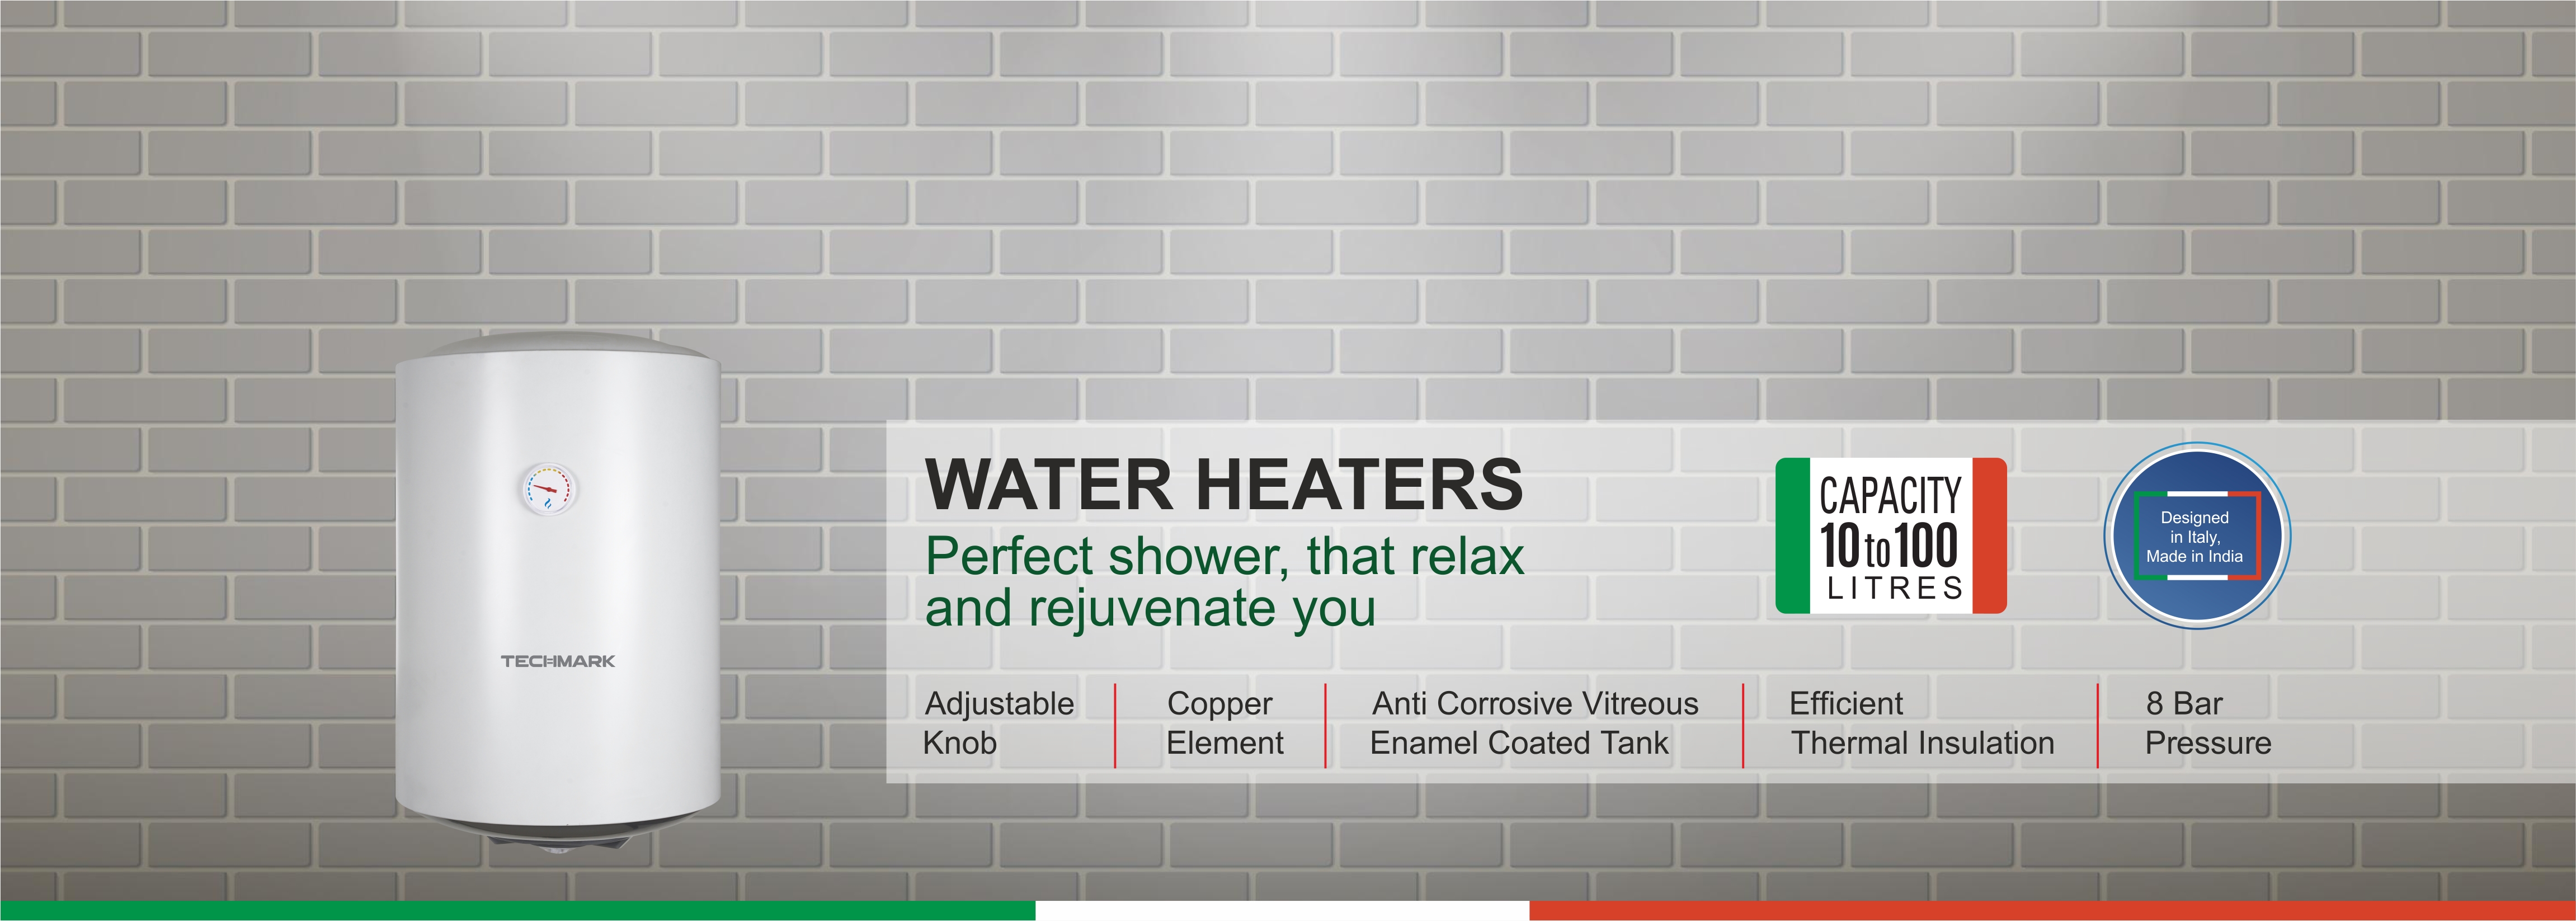 TECHMARK
WATER HEATERS
Perfect shower, that relax
and rejuvenate you
CAPACITY
10 to 100
LITRES
Designed
in Italy,
Made in India
Adjustable
Knob
Copper
Element
Anti Corrosive Vitreous
Enamel Coated Tank
Efficient
Thermal Insulation
8 Bar
Pressure